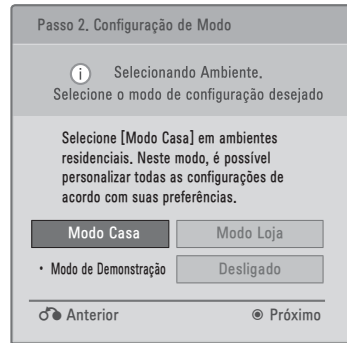 Passo 2. Configuração de Modo
Selecionando Ambiente.
Selecione o modo de configuração desejado
Selecione [Modo Casa] em ambientes
residenciais. Neste modo, é possível
personalizar todas as configurações de
acordo com suas preferências.
Modo Casa Modo Loja
• Modo de Demonstração Desligado
Anterior Próximo